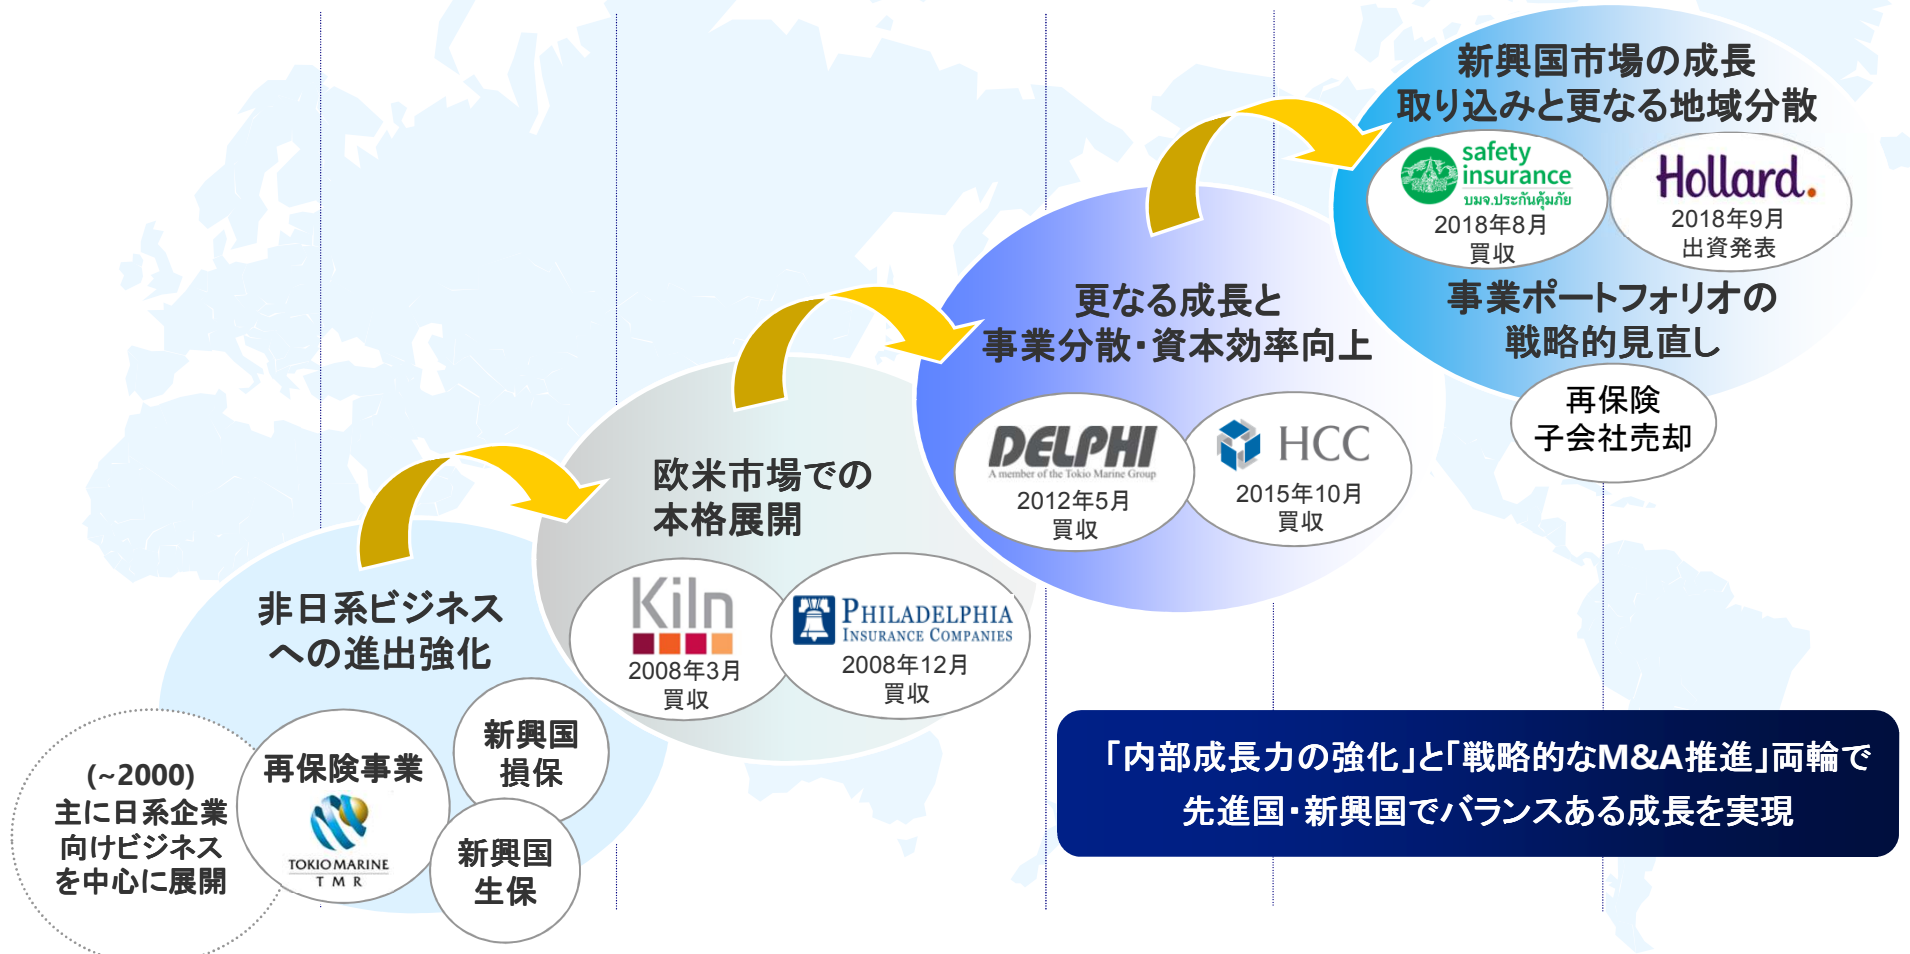 (~2000)
主に日系企業
向けビジネス
を中心に展開
非日系ビジネス
への進出強化
再保険事業
TOKIO MARINE
T M R
新興国
損保
新興国
生保
欧米市場での
本格展開
Kiln
2008年3月
買収
PHILADELPHIA
INSURANCE COMPANIES
2008年12月
買収
更なる成長と
事業分散・資本効率向上
DELPHI
A member of the Tokio Marine Group
2012年5月
買収
HCC
2015年10月
買収
新興国市場の成長
取り込みと更なる地域分散
safety
insurance
บมจ.ประกันคุ้มภัย
2018年8月
買収
Hollard.
2018年9月
出資発表
事業ポートフォリオの
戦略的見直し
再保険
子会社売却
「内部成長力の強化」と「戦略的なM&A推進」両輪で
先進国・新興国でバランスある成長を実現